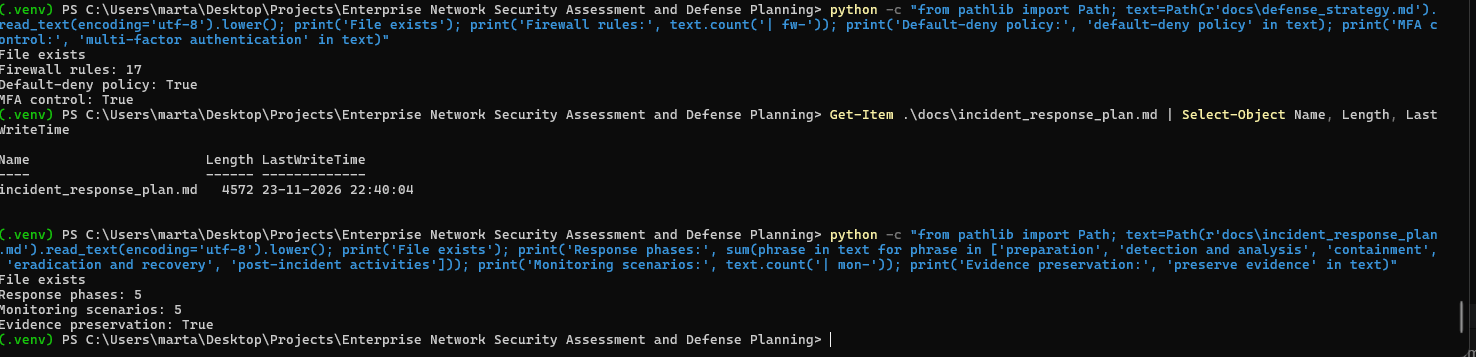 (.venv) PS C:\Users\marta\Desktop\Projects\Enterprise Network Security Assessment and Defense Planning> python -c "from pathlib import Path; text=Path(r'docs\defense_strategy.md').
read_text(encoding='utf-8').lower(); print('File exists'); print('Firewall rules:', text.count('| fw-')); print('Default-deny policy:', 'default-deny policy' in text); print('MFA c
ontrol:', 'multi-factor authentication' in text)"
File exists
Firewall rules: 17
Default-deny policy: True
MFA control: True
(.venv) PS C:\Users\marta\Desktop\Projects\Enterprise Network Security Assessment and Defense Planning> Get-Item .\docs\incident_response_plan.md | Select-Object Name, Length, Last
WriteTime
Name Length LastWriteTime
---- ------ -------------
incident_response_plan.md 4572 23-11-2026 22:40:04
(.venv) PS C:\Users\marta\Desktop\Projects\Enterprise Network Security Assessment and Defense Planning> python -c "from pathlib import Path; text=Path(r'docs\incident_response_plan
.md').read_text(encoding='utf-8').lower(); print('File exists'); print('Response phases:', sum(phrase in text for phrase in ['preparation', 'detection and analysis', 'containment',
'eradication and recovery', 'post-incident activities'])); print('Monitoring scenarios:', text.count('| mon-')); print('Evidence preservation:', 'preserve evidence' in text)"
File exists
Response phases: 5
Monitoring scenarios: 5
Evidence preservation: True
(.venv) PS C:\Users\marta\Desktop\Projects\Enterprise Network Security Assessment and Defense Planning>